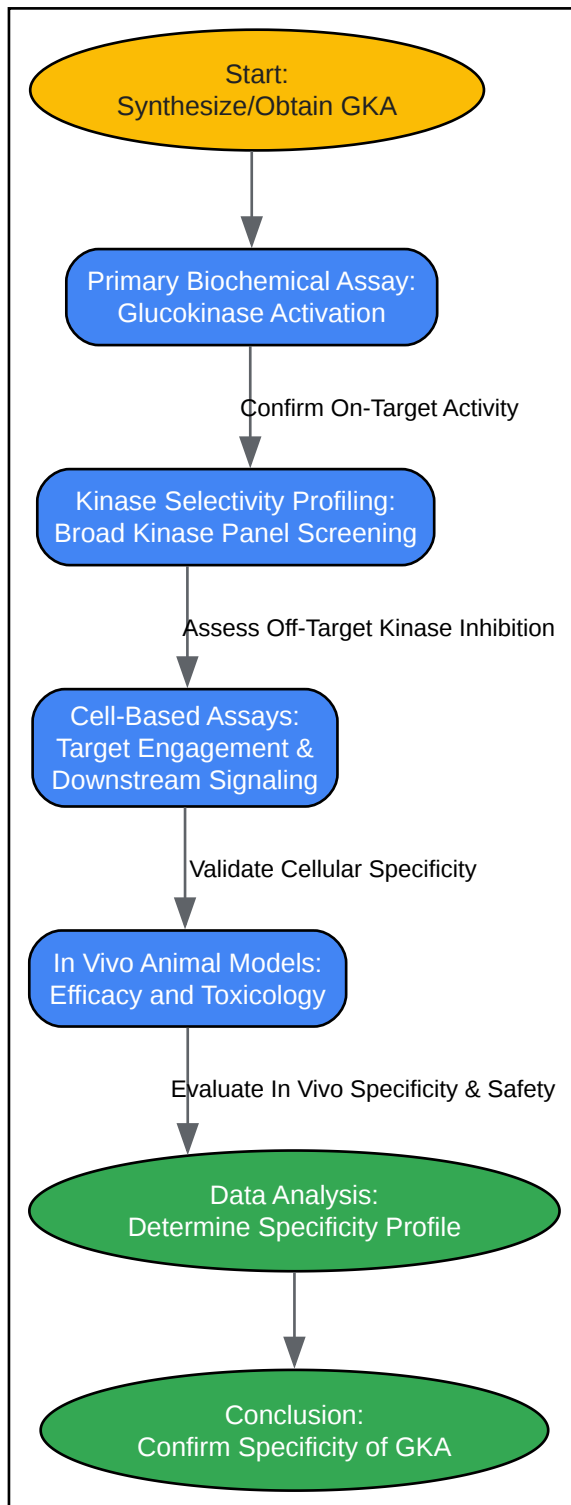 Start:
Synthesize/Obtain GKA
Primary Biochemical Assay:
Glucokinase Activation
Confirm On-Target Activity
Kinase Selectivity Profiling:
Broad Kinase Panel Screening
Assess Off-Target Kinase Inhibition
Cell-Based Assays:
Target Engagement &
Downstream Signaling
Validate Cellular Specificity
In Vivo Animal Models:
Efficacy and Toxicology
Evaluate In Vivo Specificity & Safety
Data Analysis:
Determine Specificity Profile
Conclusion:
Confirm Specificity of GKA